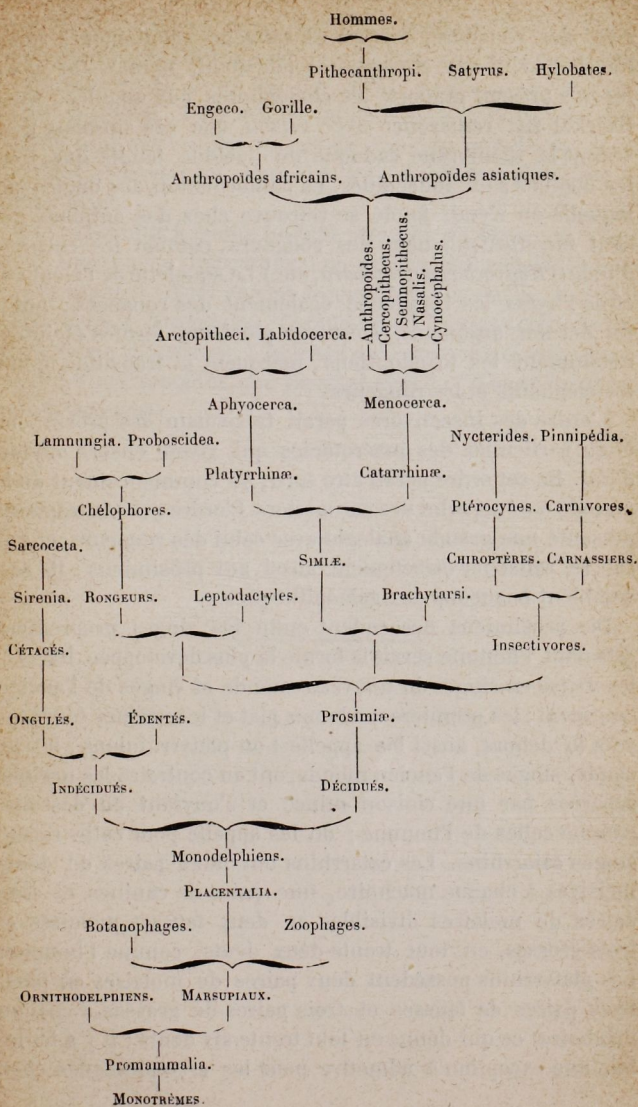 Hommes.
Pithecanthropi. Satyrus. Hylobates.
Engeco. Gorille.
Anthropoïdes africains. Anthropoïdes asiatiques.
Anthropoïdes.
Cercopithecus.
Semnopithecus.
Nasalis.
Cynocéphalus.
Arctopitheci. Labidocerca.
Aphyocerca. Menocerca.
Lamnungia. Proboscidea. Nycterides. Pinnipédia.
Platyrrhinæ. Catarrhinæ.
Chélophores. Ptérocynes. Carnivores.
Sarcoceta. SIMIÆ. CHIROPTÈRES. CARNASSIERS.
Sirenia. RONGEURS. Leptodactyles. Brachytarsi.
CÉTACÉS. Insectivores.
ONGULÉS. ÉDENTÉS. Prosimiæ.
INDÉCIDUÉS. DÉCIDUÉS.
Monodelphiens.
PLACENTALIA.
Botanophages. Zoophages.
ORNITHODELPDIENS. MARSUPIAUX.
Promammalia.
MONOTRÈMES.